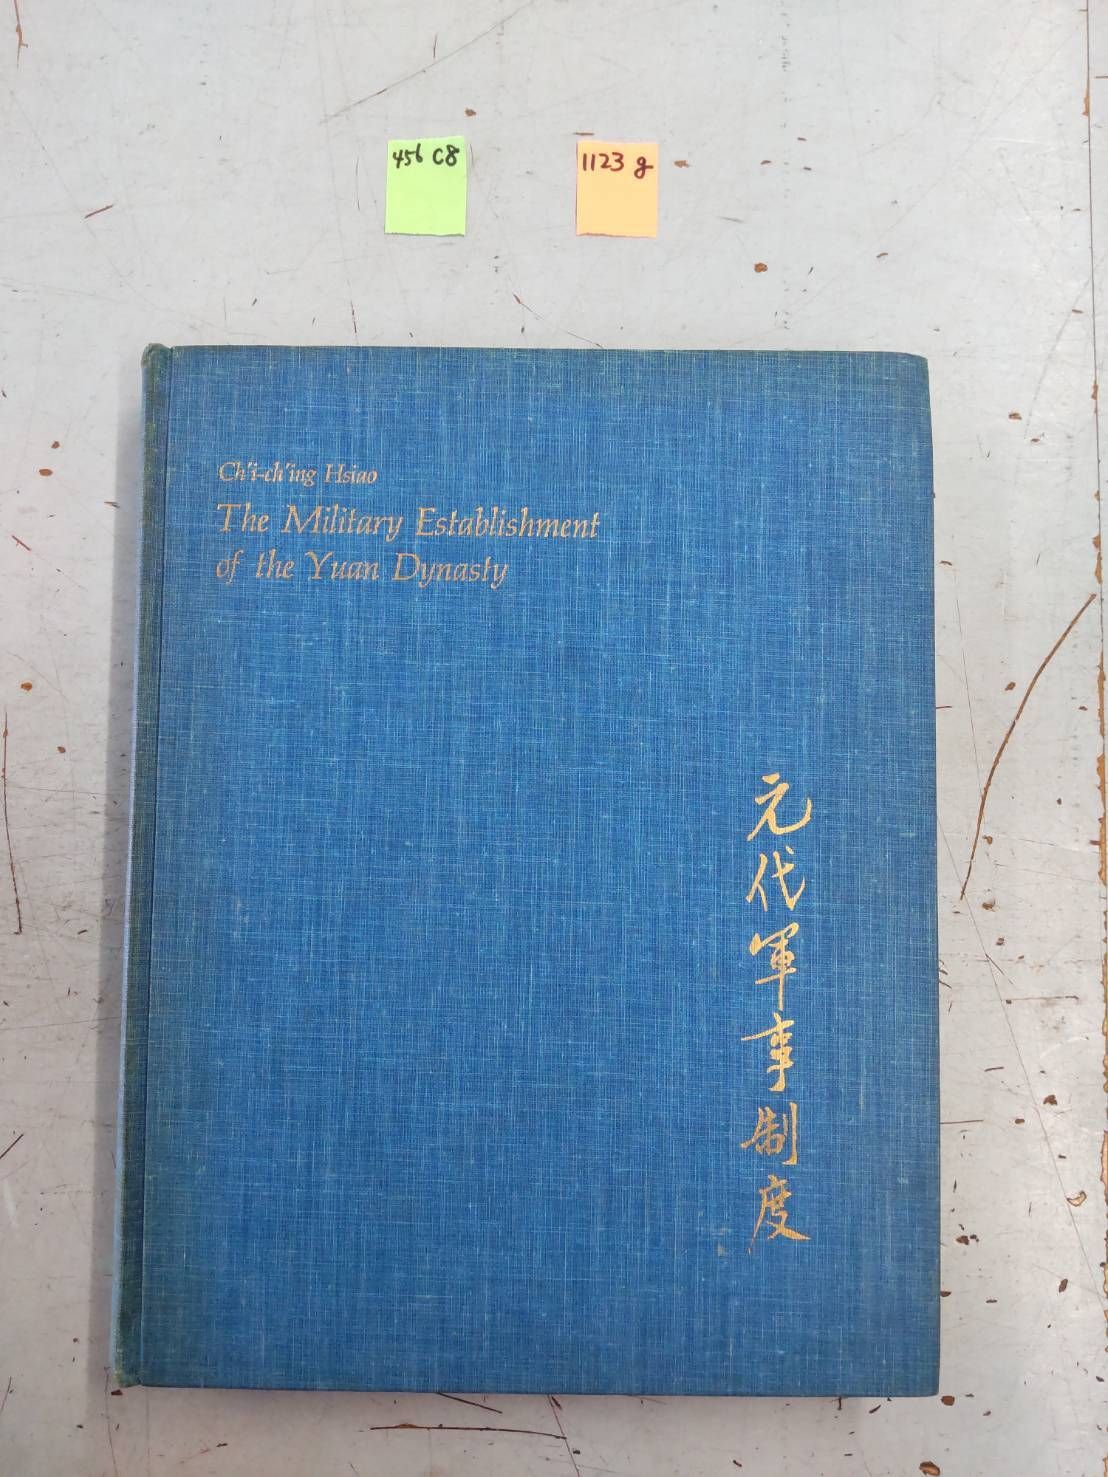 456 C8
1123 g
Ch'i-ch'ing Hsiao
The Military Establishment
of the Yuan Dynasty
元代軍事制度